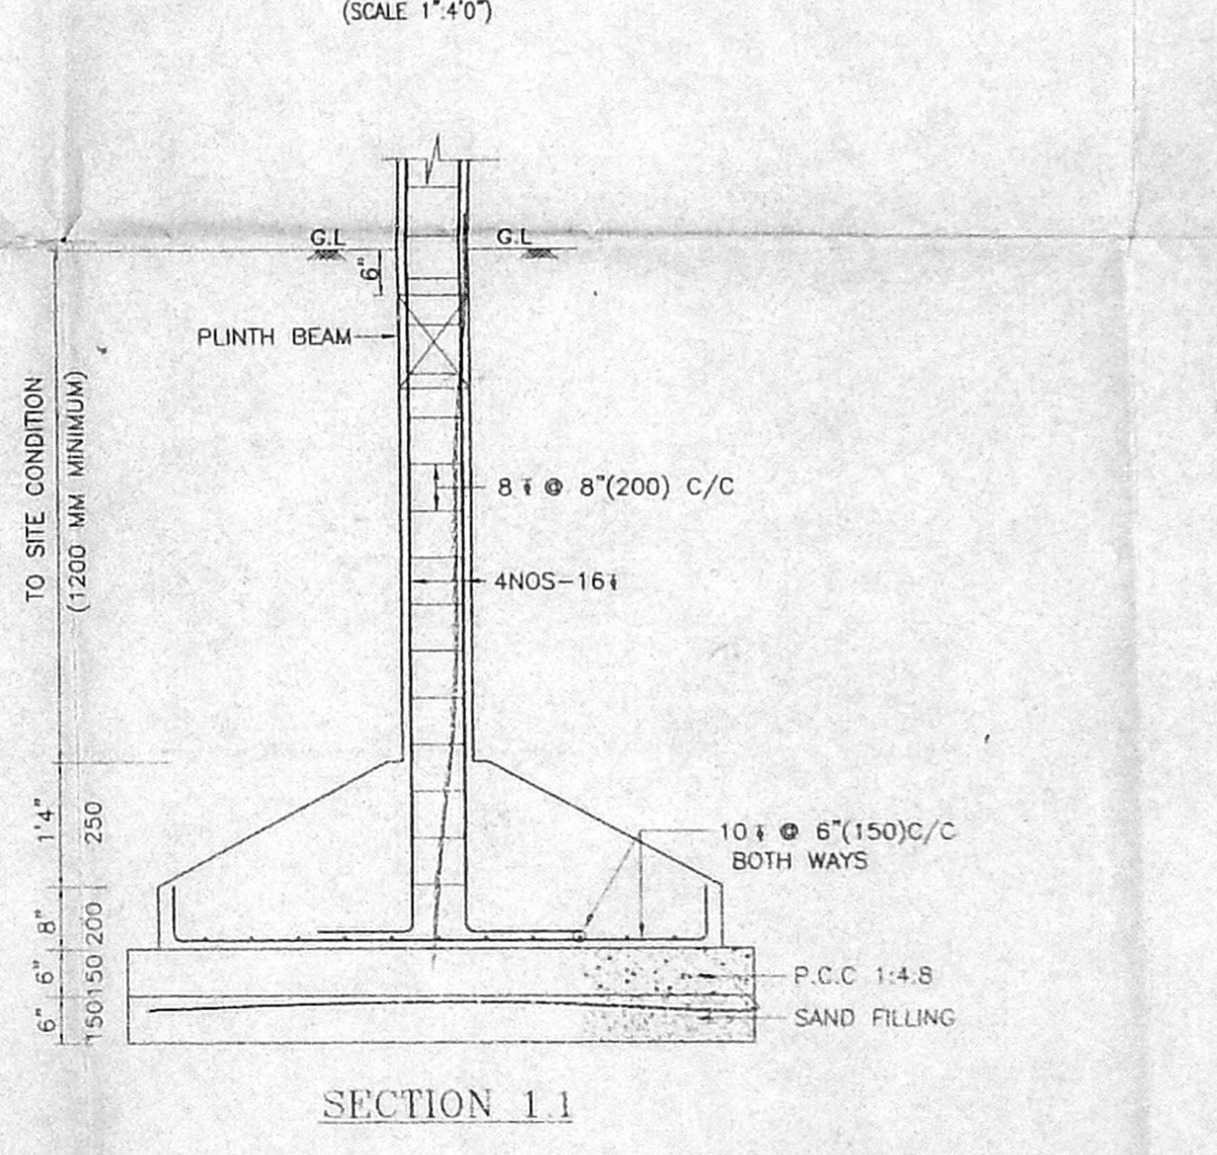 (SCALE 1":4'0")
G.L
G.L
6"
PLINTH BEAM
TO SITE CONDITION
(1200 MM MINIMUM)
8 @ 8"(200) C/C
4NOS-16
1'4"
250
10 @ 6"(150)C/C
BOTH WAYS
8"
200
6"
150
P.C.C 1:4:8
6"
150
SAND FILLING
SECTION 1.1